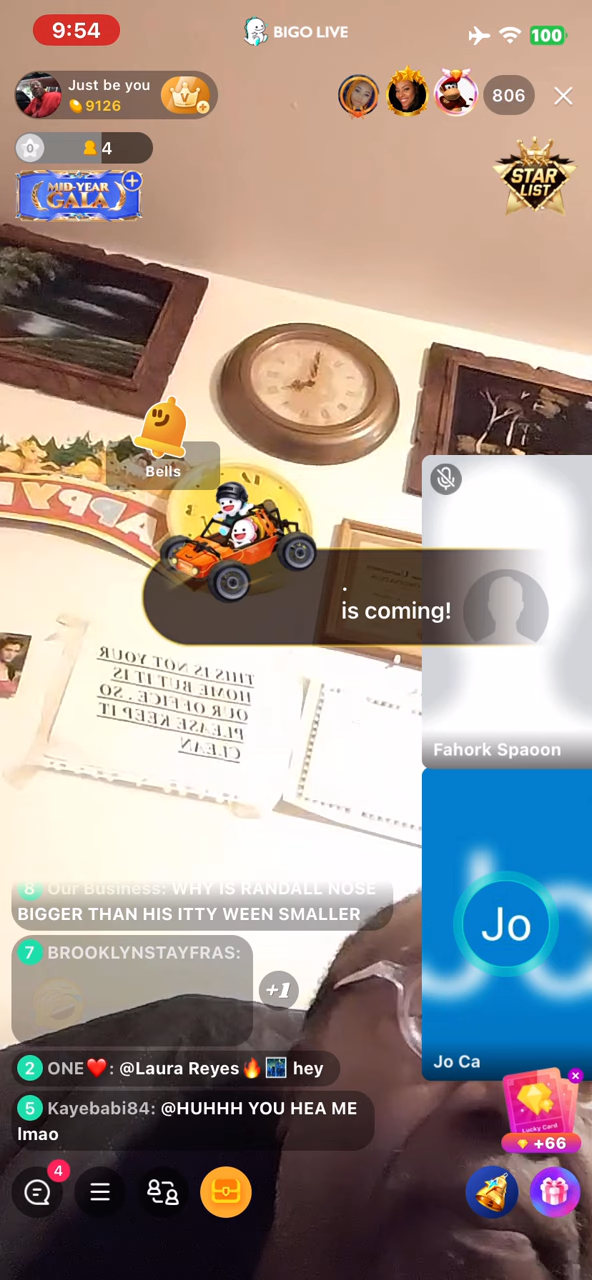 9:54
BIGO LIVE
100
Just be you
9126
V
806
0
4
MID-YEAR
GALA
STAR
LIST
Bells
HAPPY
.
is coming!
THIS IS NOT YOUR
HOME BUT IT IS
OUR OFFICE. SO
PLEASE KEEP IT
CLEAN
Fahork Spaoon
8 Our Business: WHY IS RANDALL NOSE
BIGGER THAN HIS ITTY WEEN SMALLER
7 BROOKLYNSTAYFRAS:
+1
Jo
Jo Ca
2 ONE❤️: @Laura Reyes🔥🌃 hey
5 Kayebabi84: @HUHHH YOU HEA ME
lmao
Lucky Card
+66
4